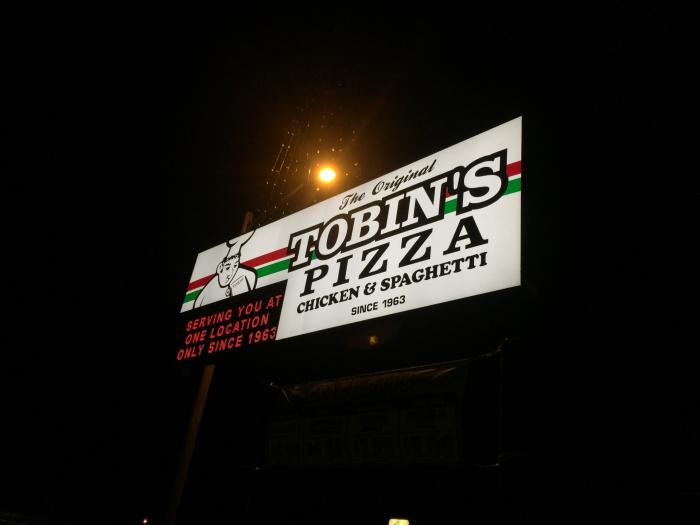 The Original
TOBIN'S
PIZZA
CHICKEN & SPAGHETTI
SINCE 1963
SERVING YOU AT
ONE LOCATION
ONLY SINCE 1963